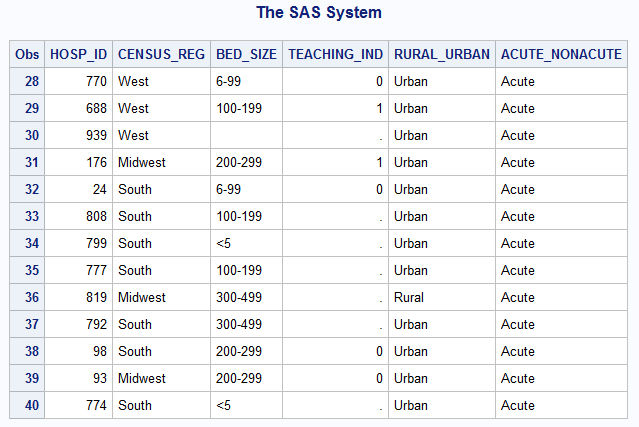 The SAS System
Obs HOSP_ID CENSUS_REG BED_SIZE TEACHING_IND RURAL_URBAN ACUTE_NONACUTE
28 770 West 6-99 0 Urban Acute
29 688 West 100-199 1 Urban Acute
30 939 West . Urban Acute
31 176 Midwest 200-299 1 Urban Acute
32 24 South 6-99 0 Urban Acute
33 808 South 100-199 . Urban Acute
34 799 South <5 . Urban Acute
35 777 South 100-199 . Urban Acute
36 819 Midwest 300-499 . Rural Acute
37 792 South 300-499 . Urban Acute
38 98 South 200-299 0 Urban Acute
39 93 Midwest 200-299 0 Urban Acute
40 774 South <5 . Urban Acute